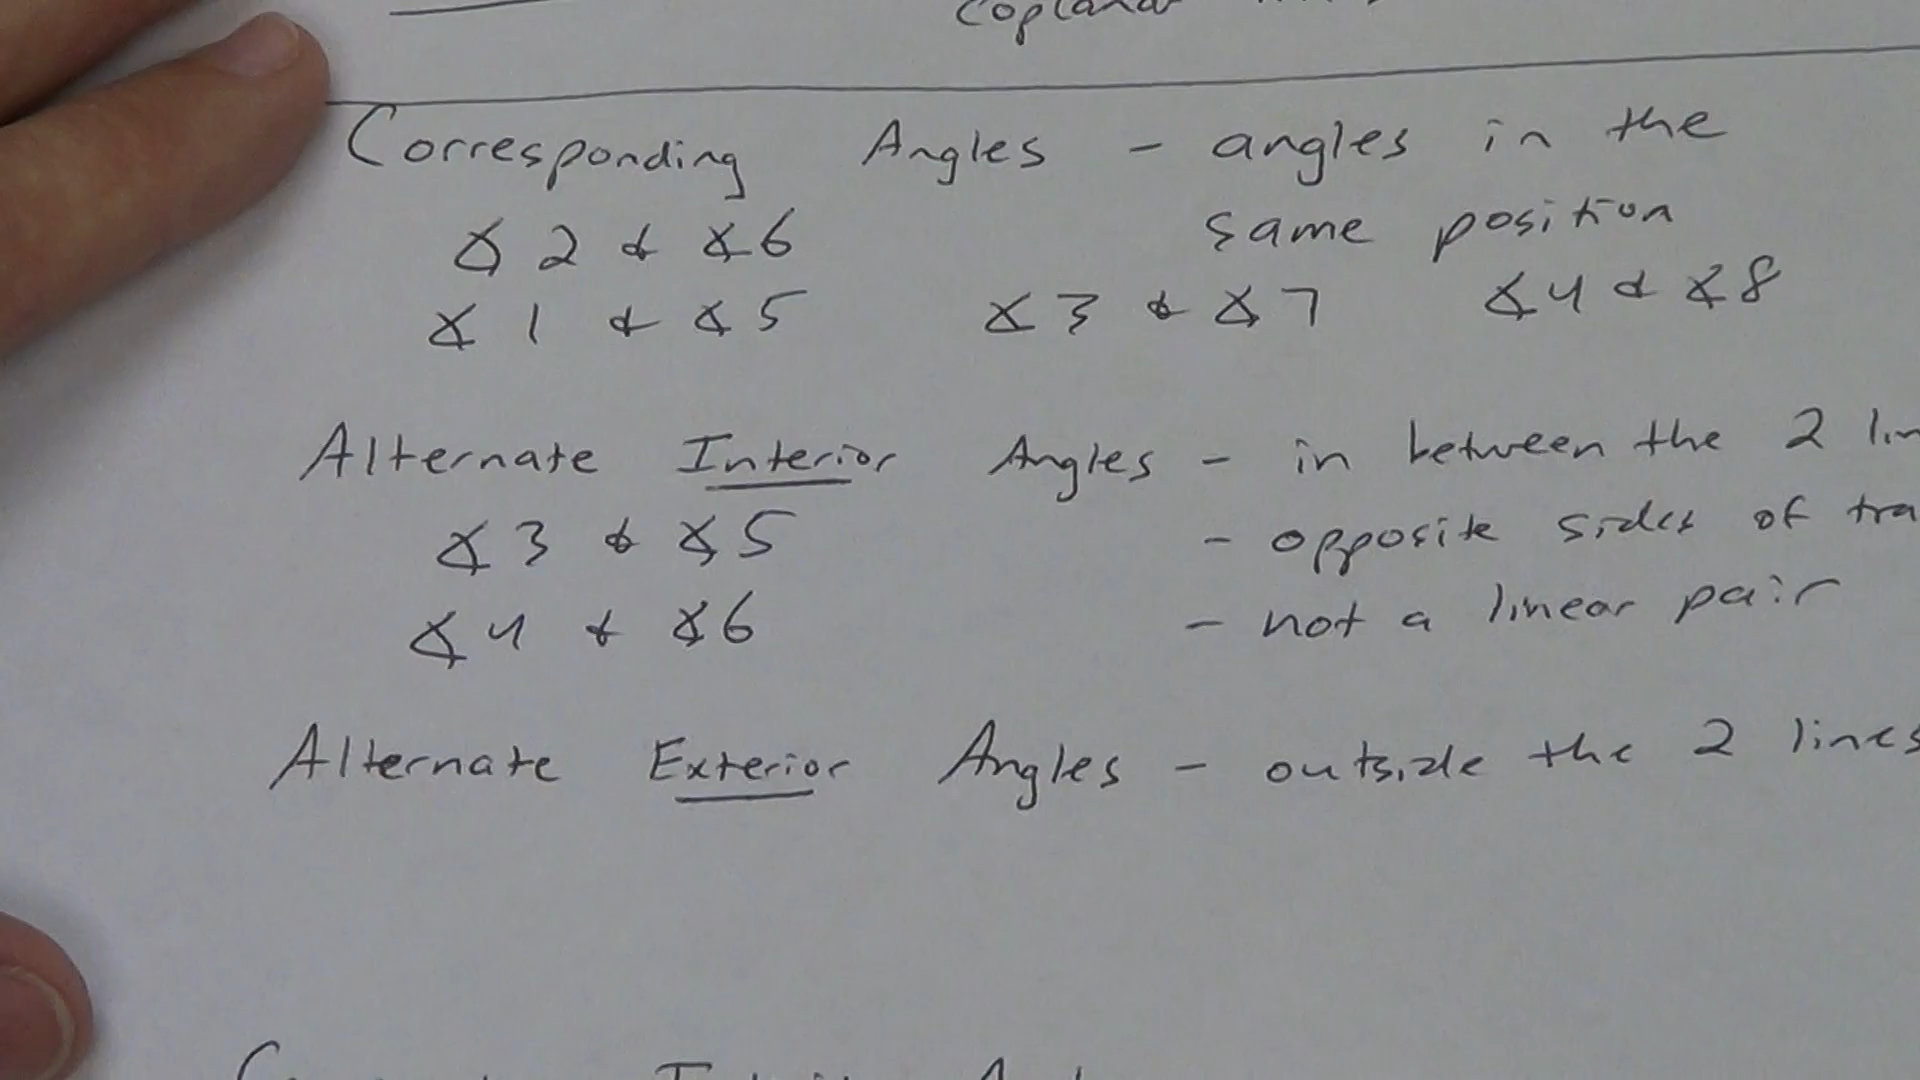 Corresponding Angles - angles in the
same position
∡2 & ∡6
∡1 & ∡5 ∡3 & ∡7 ∡4 & ∡8
Alternate Interior Angles - in between the 2
∡3 & ∡5 - opposite sides of
∡4 & ∡6 - not a linear pair
Alternate Exterior Angles - outside the 2 lines